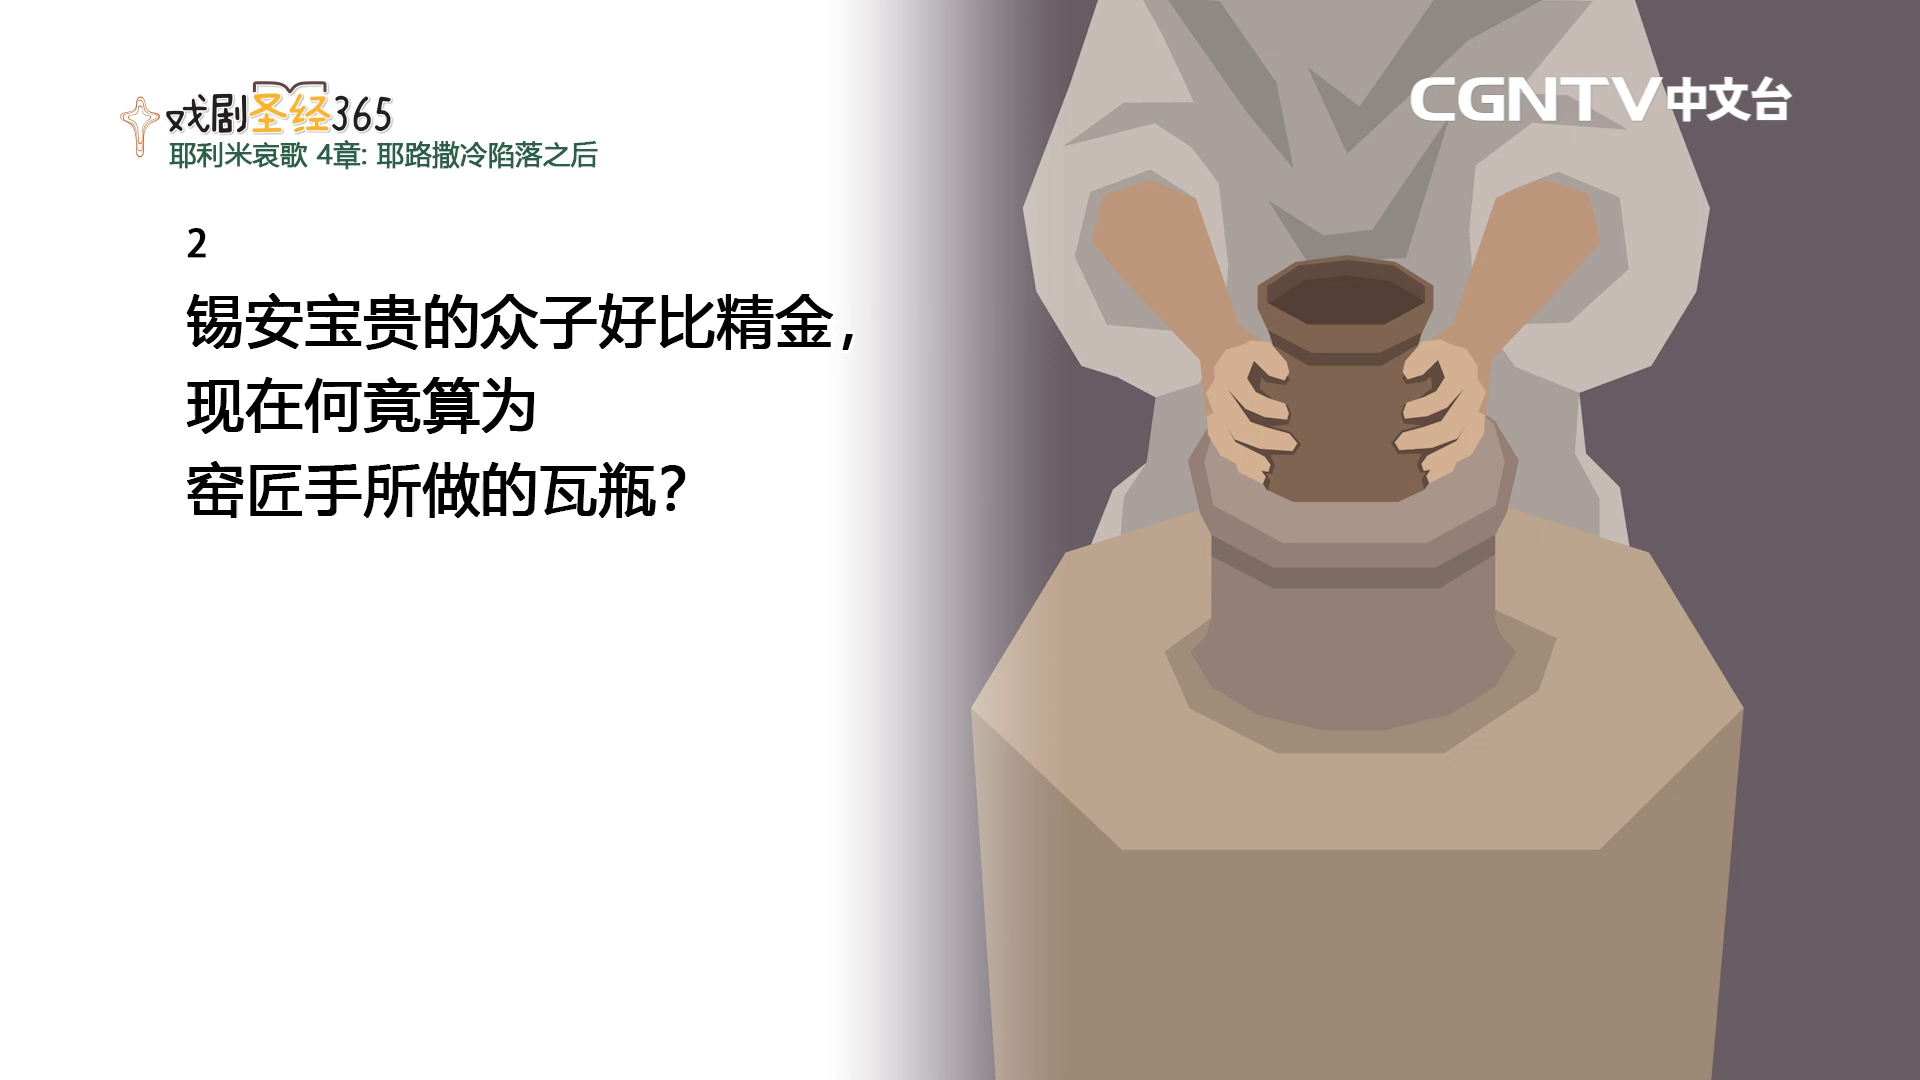 戏剧圣经365
CGNTV中文台
耶利米哀歌 4章: 耶路撒冷陷落之后
2
锡安宝贵的众子好比精金，
现在何竟算为
窑匠手所做的瓦瓶？